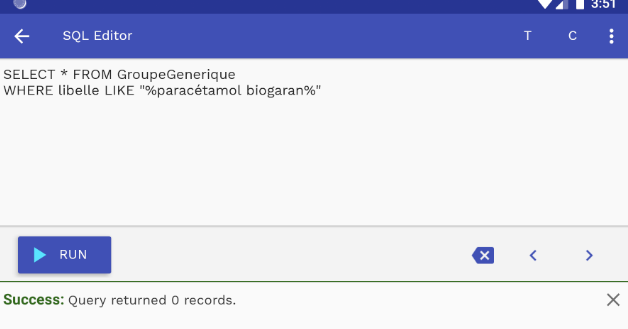 3:51
SQL Editor
T C
SELECT * FROM GroupeGenerique
WHERE libelle LIKE "%paracétamol biogaran%"
RUN
Success: Query returned 0 records.